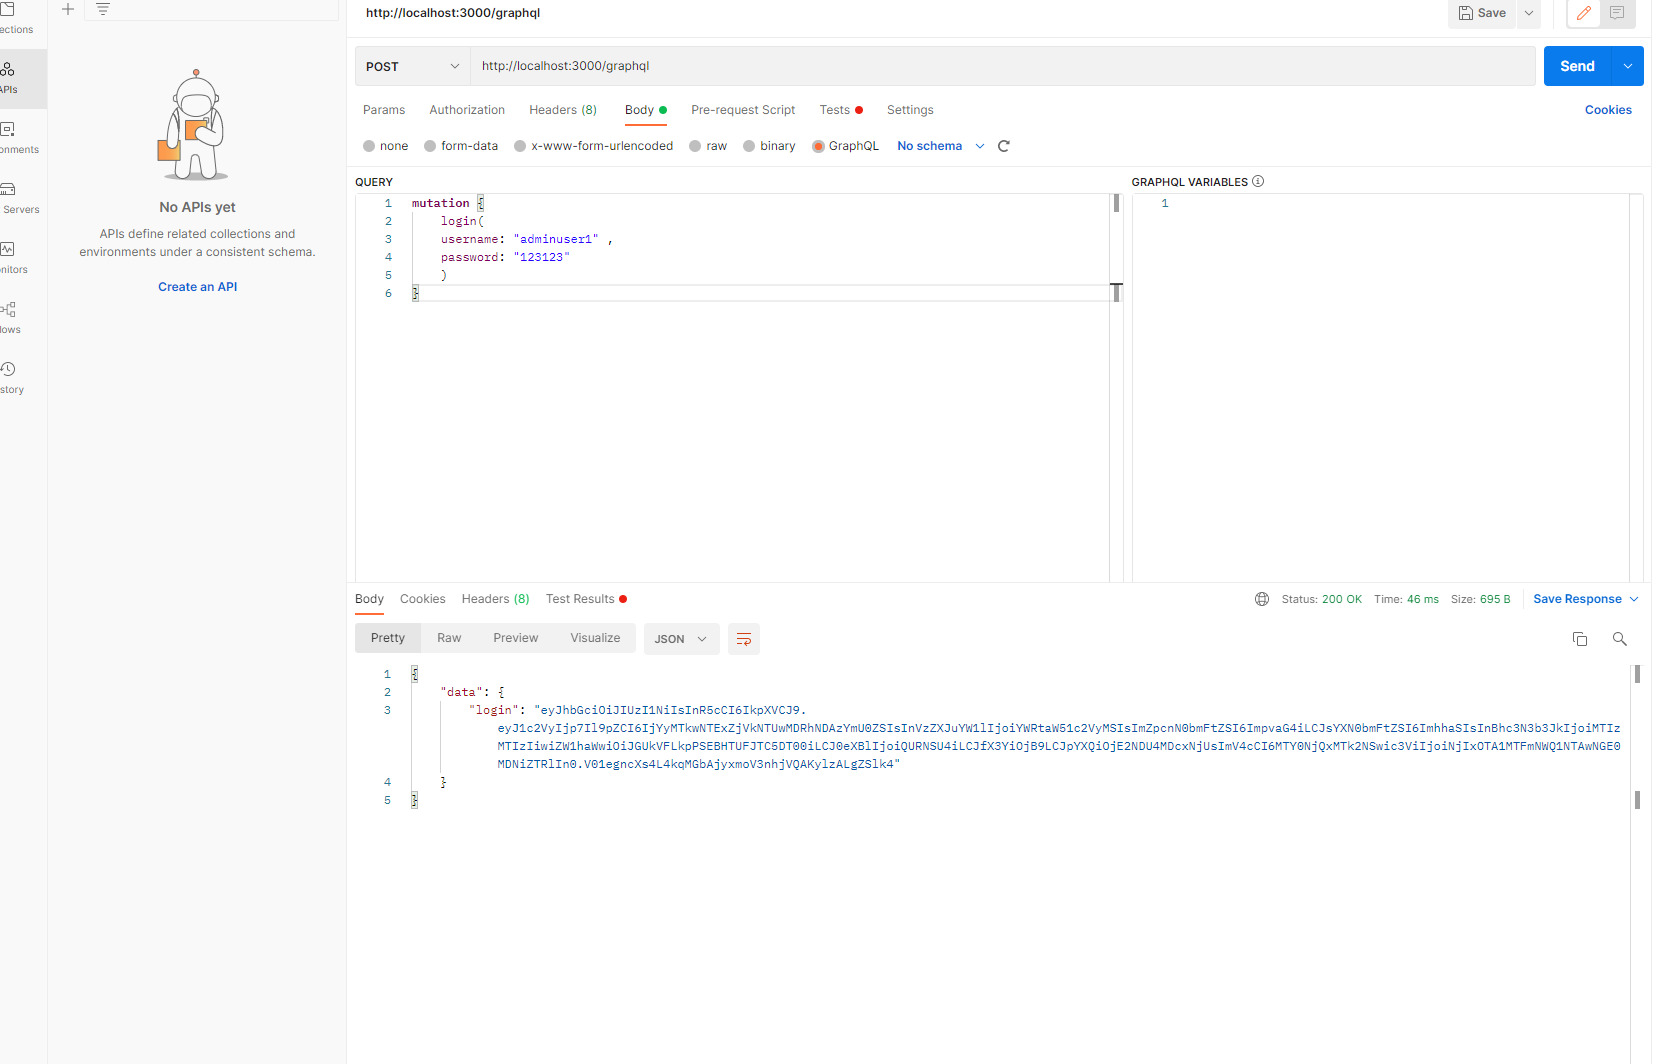 http://localhost:3000/graphql
Save
ections
APIs
onments
Servers
onitors
lows
story
No APIs yet
APIs define related collections and
environments under a consistent schema.
Create an API
POST
http://localhost:3000/graphql
Send
Params Authorization Headers (8) Body Pre-request Script Tests Settings Cookies
none form-data x-www-form-urlencoded raw binary GraphQL No schema
QUERY
GRAPHQL VARIABLES
1 mutation {
2 login(
3 username: "adminuser1" ,
4 password: "123123"
5 )
6 }
1
Body Cookies Headers (8) Test Results Status: 200 OK Time: 46 ms Size: 695 B Save Response
Pretty Raw Preview Visualize JSON
1 {
2 "data": {
3 "login": "eyJhbGciOiJIUzI1NiIsInR5cCI6IkpXVCJ9.
eyJ1c2VyIjp7Il9pZCI6IjYyMTkwNTExZjVkNTUwMDRhNDAzYmU0ZSIsInVzZXJuYW1lIjoiYWRtaW51c2VyMSIsImZpcnN0bmFtZSI6ImpvaG4iLCJsYXN0bmFtZSI6ImhhaSIsInBhc3N3b3JkIjoiMTIz
MTIzIiwiZW1haWwiOiJGUkVFLkpPSEBHTUFJTC5DT00iLCJ0eXBlIjoiQURNSU4iLCJfX3YiOjB9LCJpYXQiOjE2NDU4MDcxNjUsImV4cCI6MTY0NjQxMTk2NSwic3ViIjoiNjIxOTA1MTFmNWQ1NTAwNGE0
MDNiZTRlIn0.V01egncXs4L4kqMGbAjyxmoV3nhjVQAKylzALgZSlk4"
4 }
5 }